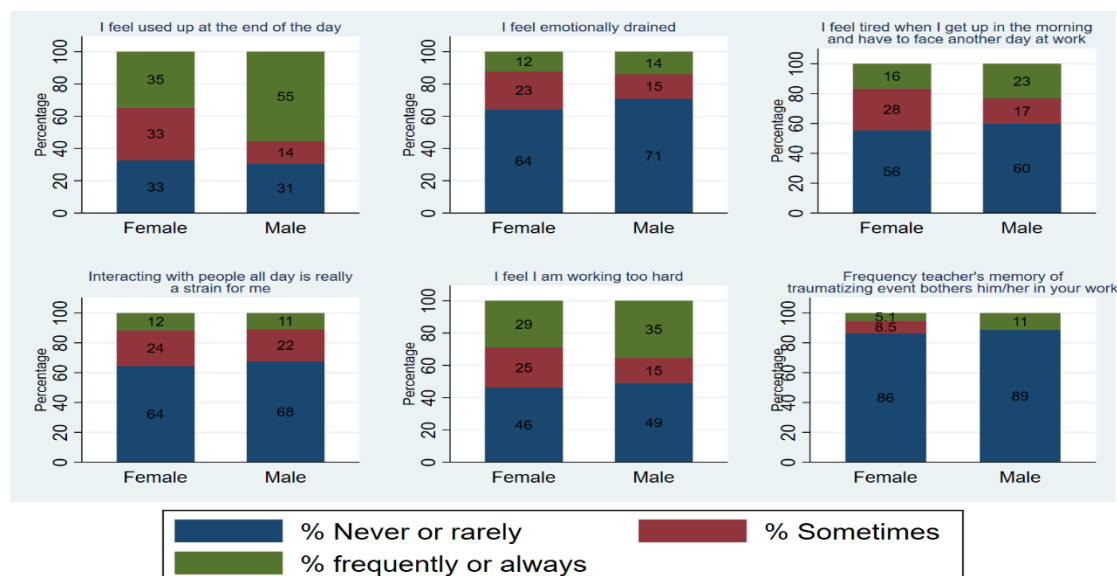 I feel used up at the end of the day
Percentage
0 20 40 60 80 100
35
33
33
55
14
31
Female Male
I feel emotionally drained
Percentage
0 20 40 60 80 100
12
23
64
14
15
71
Female Male
I feel tired when I get up in the morning
and have to face another day at work
Percentage
0 20 40 60 80 100
16
28
56
23
17
60
Female Male
Interacting with people all day is really
a strain for me
Percentage
0 20 40 60 80 100
12
24
64
11
22
68
Female Male
I feel I am working too hard
Percentage
0 20 40 60 80 100
29
25
46
35
15
49
Female Male
Frequency teacher's memory of
traumatizing event bothers him/her in your work
Percentage
0 20 40 60 80 100
5.1
8.5
86
11
89
Female Male
% Never or rarely % Sometimes
% frequently or always